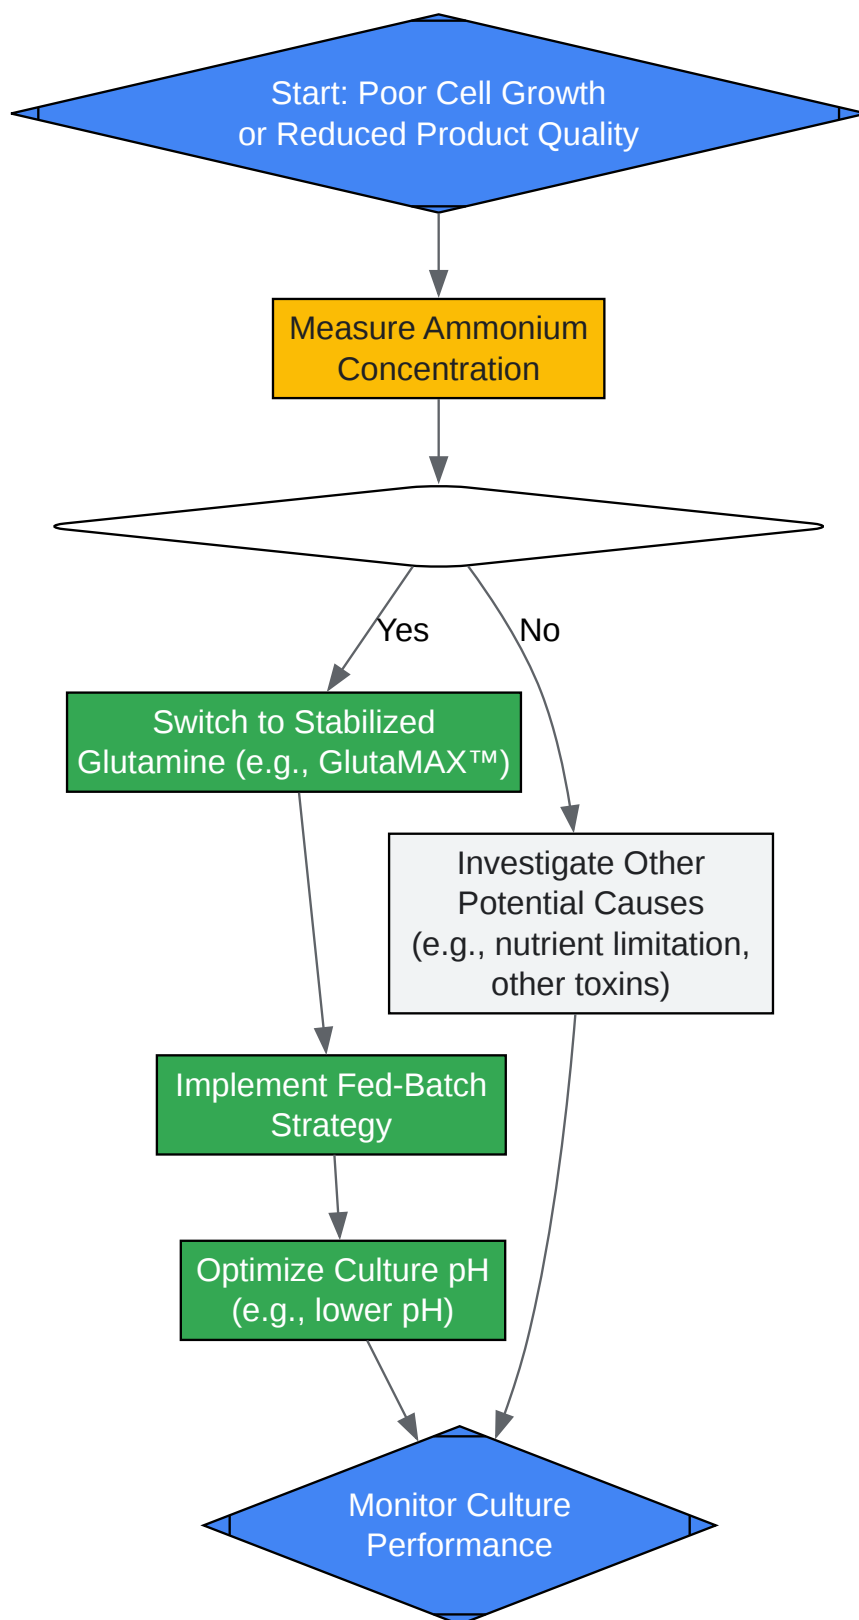 Start: Poor Cell Growth
or Reduced Product Quality
Measure Ammonium
Concentration
Yes
No
Switch to Stabilized
Glutamine (e.g., GlutaMAX™)
Investigate Other
Potential Causes
(e.g., nutrient limitation,
other toxins)
Implement Fed-Batch
Strategy
Optimize Culture pH
(e.g., lower pH)
Monitor Culture
Performance